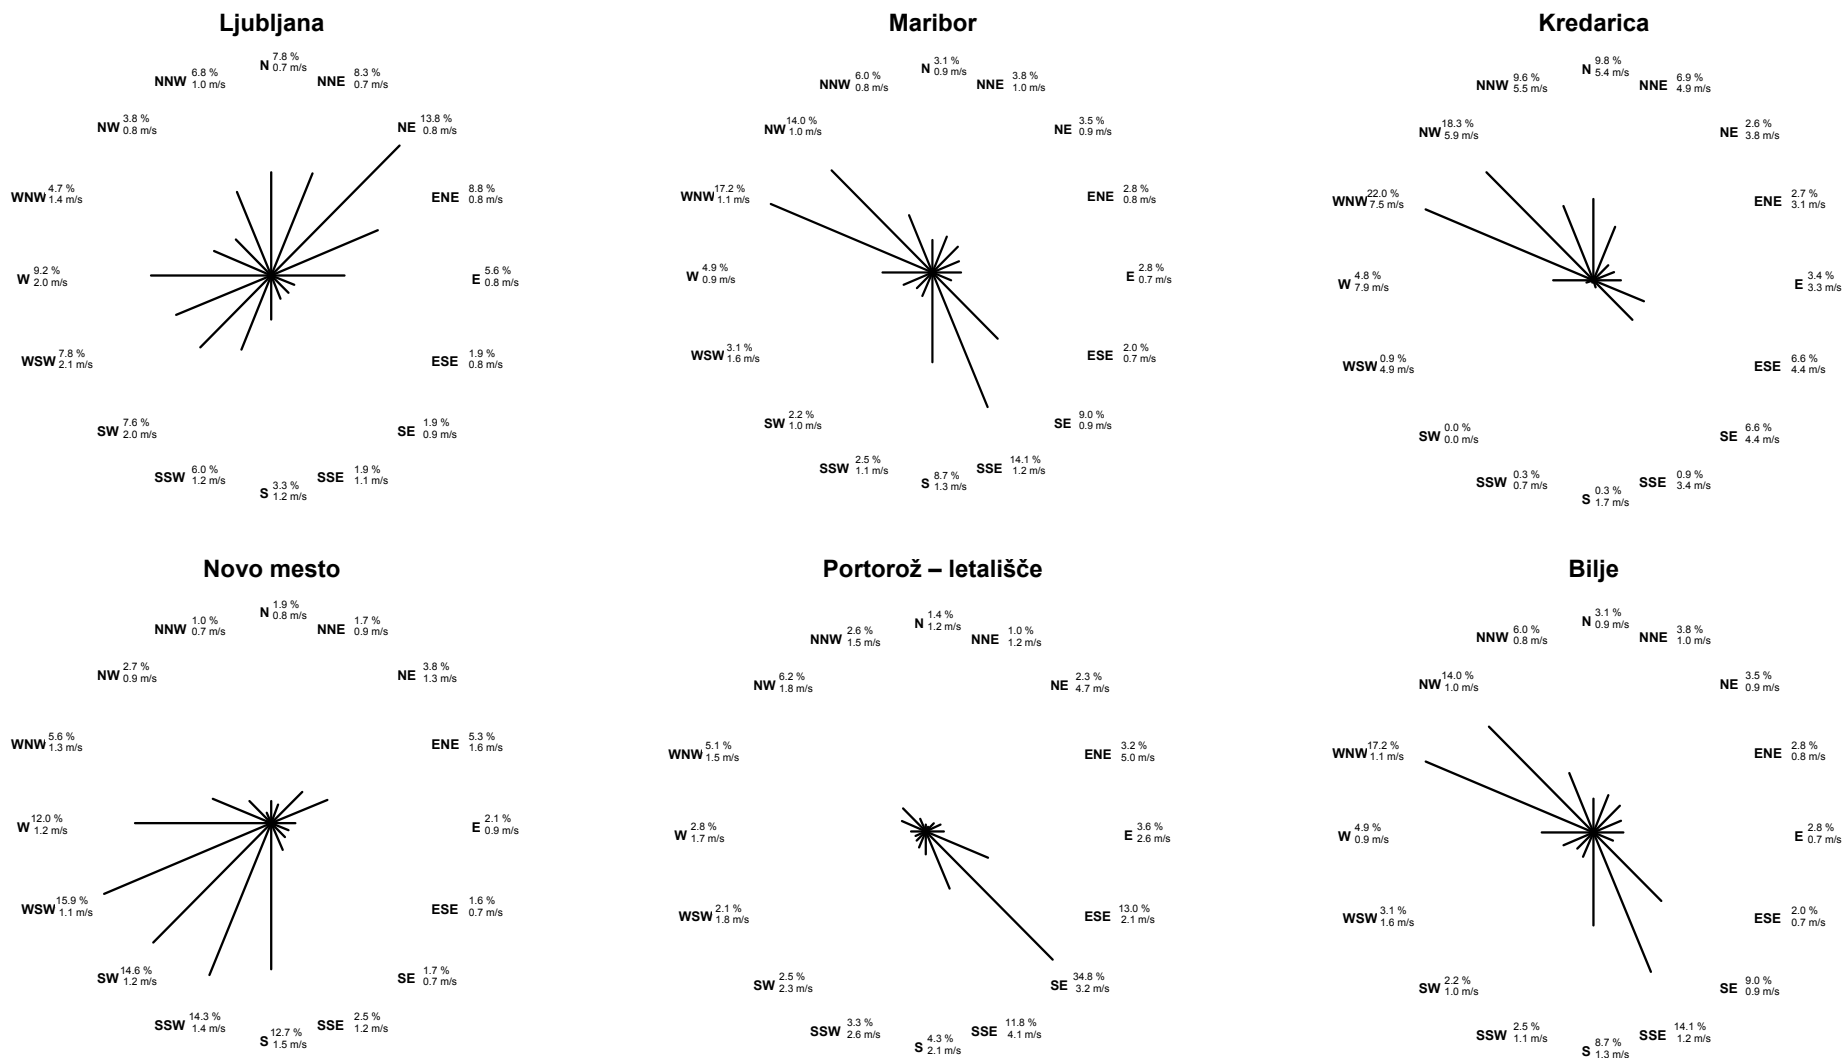 Ljubljana
N 7.8 %
0.7 m/s
NNE 8.3 %
0.7 m/s
NE 13.8 %
0.8 m/s
ENE 8.8 %
0.8 m/s
E 5.6 %
0.8 m/s
ESE 1.9 %
0.8 m/s
SE 1.9 %
0.9 m/s
SSE 1.9 %
1.1 m/s
S 3.3 %
1.2 m/s
SSW 6.0 %
1.2 m/s
SW 7.6 %
2.0 m/s
WSW 7.8 %
2.1 m/s
W 9.2 %
2.0 m/s
WNW 4.7 %
1.4 m/s
NW 3.8 %
0.8 m/s
NNW 6.8 %
1.0 m/s
Maribor
N 3.1 %
0.9 m/s
NNE 3.8 %
1.0 m/s
NE 3.5 %
0.9 m/s
ENE 2.8 %
0.8 m/s
E 2.8 %
0.7 m/s
ESE 2.0 %
0.7 m/s
SE 9.0 %
0.9 m/s
SSE 14.1 %
1.2 m/s
S 8.7 %
1.3 m/s
SSW 2.5 %
1.1 m/s
SW 2.2 %
1.0 m/s
WSW 3.1 %
1.6 m/s
W 4.9 %
0.9 m/s
WNW 17.2 %
1.1 m/s
NW 14.0 %
1.0 m/s
NNW 6.0 %
0.8 m/s
Kredarica
N 9.8 %
5.4 m/s
NNE 6.9 %
4.9 m/s
NE 2.6 %
3.8 m/s
ENE 2.7 %
3.1 m/s
E 3.4 %
3.3 m/s
ESE 6.6 %
4.4 m/s
SE 6.6 %
4.4 m/s
SSE 0.9 %
3.4 m/s
S 0.3 %
1.7 m/s
SSW 0.3 %
0.7 m/s
SW 0.0 %
0.0 m/s
WSW 0.9 %
4.9 m/s
W 4.8 %
7.9 m/s
WNW 22.0 %
7.5 m/s
NW 18.3 %
5.9 m/s
NNW 9.6 %
5.5 m/s
Novo mesto
N 1.9 %
0.8 m/s
NNE 1.7 %
0.9 m/s
NE 3.8 %
1.3 m/s
ENE 5.3 %
1.6 m/s
E 2.1 %
0.9 m/s
ESE 1.6 %
0.7 m/s
SE 1.7 %
0.7 m/s
SSE 2.5 %
1.2 m/s
S 12.7 %
1.5 m/s
SSW 14.3 %
1.4 m/s
SW 14.6 %
1.2 m/s
WSW 15.9 %
1.1 m/s
W 12.0 %
1.2 m/s
WNW 5.6 %
1.3 m/s
NW 2.7 %
0.9 m/s
NNW 1.0 %
0.7 m/s
Portorož – letališče
N 1.4 %
1.2 m/s
NNE 1.0 %
1.2 m/s
NE 2.3 %
4.7 m/s
ENE 3.2 %
5.0 m/s
E 3.6 %
2.6 m/s
ESE 13.0 %
2.1 m/s
SE 34.8 %
3.2 m/s
SSE 11.8 %
4.1 m/s
S 4.3 %
2.1 m/s
SSW 3.3 %
2.6 m/s
SW 2.5 %
2.3 m/s
WSW 2.1 %
1.8 m/s
W 2.8 %
1.7 m/s
WNW 5.1 %
1.5 m/s
NW 6.2 %
1.8 m/s
NNW 2.6 %
1.5 m/s
Bilje
N 3.1 %
0.9 m/s
NNE 3.8 %
1.0 m/s
NE 3.5 %
0.9 m/s
ENE 2.8 %
0.8 m/s
E 2.8 %
0.7 m/s
ESE 2.0 %
0.7 m/s
SE 9.0 %
0.9 m/s
SSE 14.1 %
1.2 m/s
S 8.7 %
1.3 m/s
SSW 2.5 %
1.1 m/s
SW 2.2 %
1.0 m/s
WSW 3.1 %
1.6 m/s
W 4.9 %
0.9 m/s
WNW 17.2 %
1.1 m/s
NW 14.0 %
1.0 m/s
NNW 6.0 %
0.8 m/s